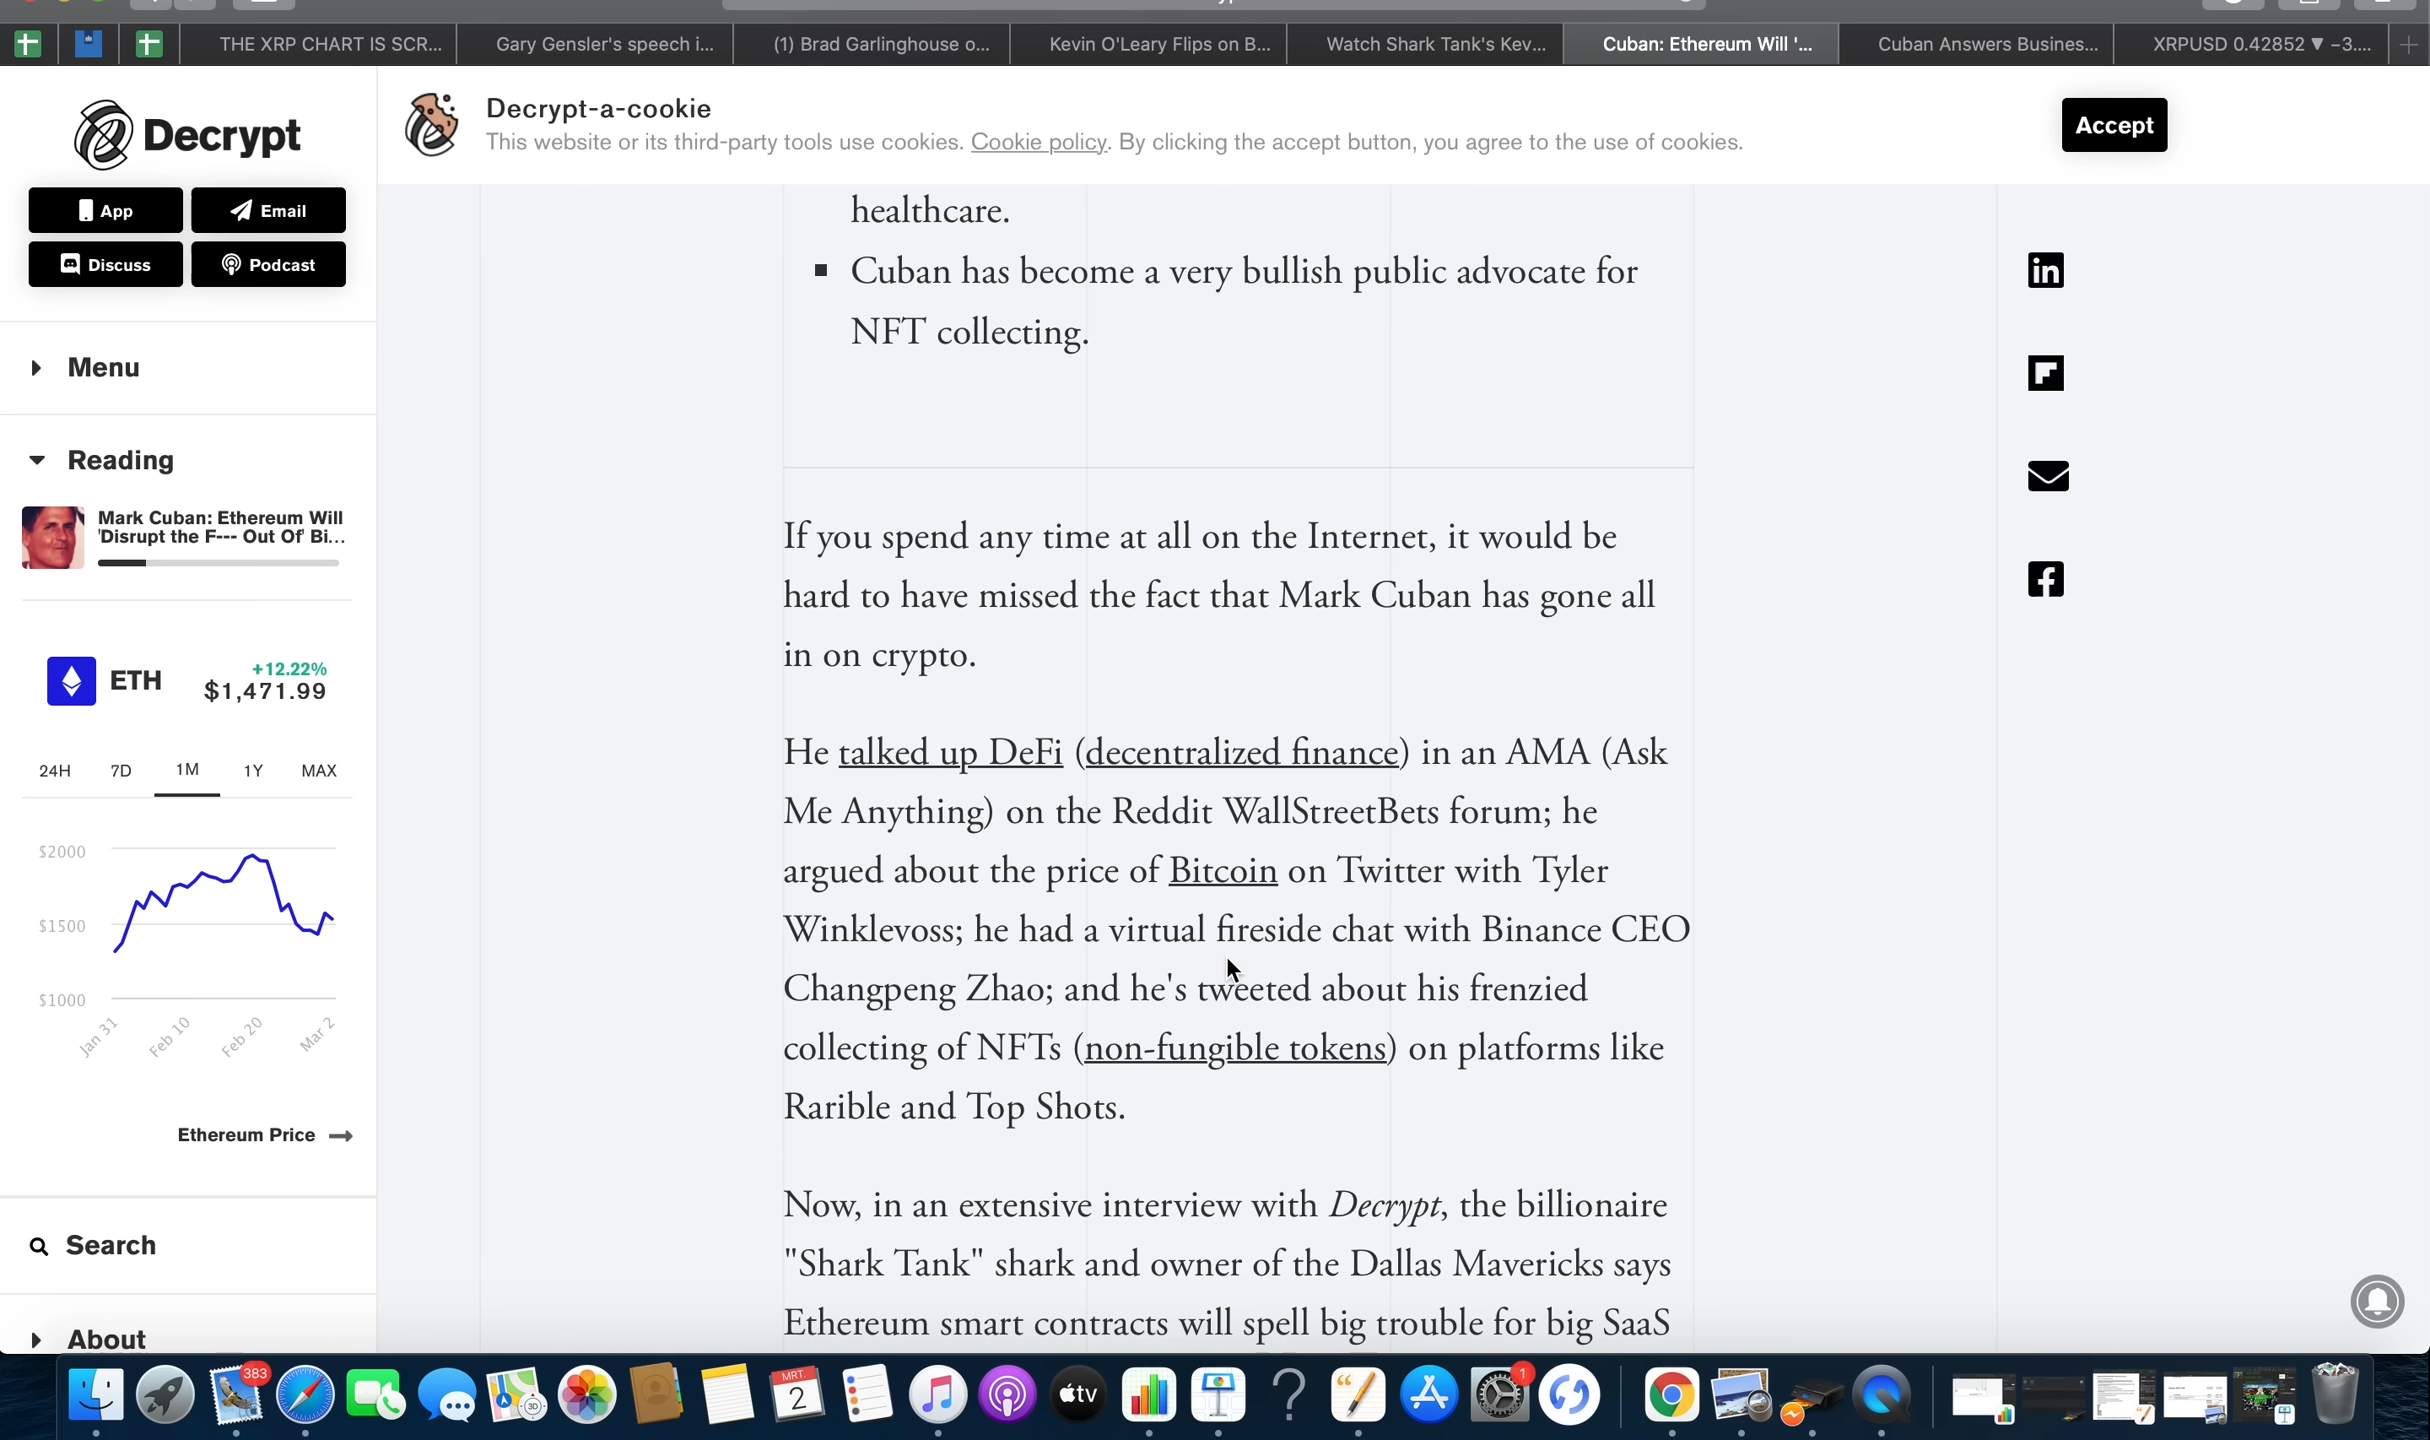 THE XRP CHART IS SCR...
Gary Gensler's speech i...
(1) Brad Garlinghouse o...
Kevin O'Leary Flips on B...
Watch Shark Tank's Kev...
Cuban: Ethereum Will '...
Cuban Answers Busines...
XRPUSD 0.42852 ▼ −3....
Decrypt
App
Email
Discuss
Podcast
Menu
Reading
Mark Cuban: Ethereum Will
'Disrupt the F--- Out Of' Bi...
ETH
+12.22%
$1,471.99
24H
7D
1M
1Y
MAX
$2000
$1500
$1000
Jan 31
Feb 10
Feb 20
Mar 2
Ethereum Price
Search
About
Decrypt-a-cookie
This website or its third-party tools use cookies. Cookie policy. By clicking the accept button, you agree to the use of cookies.
Accept
healthcare.
Cuban has become a very bullish public advocate for
NFT collecting.
If you spend any time at all on the Internet, it would be
hard to have missed the fact that Mark Cuban has gone all
in on crypto.
He talked up DeFi (decentralized finance) in an AMA (Ask
Me Anything) on the Reddit WallStreetBets forum; he
argued about the price of Bitcoin on Twitter with Tyler
Winklevoss; he had a virtual fireside chat with Binance CEO
Changpeng Zhao; and he's tweeted about his frenzied
collecting of NFTs (non-fungible tokens) on platforms like
Rarible and Top Shots.
Now, in an extensive interview with Decrypt, the billionaire
"Shark Tank" shark and owner of the Dallas Mavericks says
Ethereum smart contracts will spell big trouble for big SaaS
in
383
3D
MRT.
2
tv
1